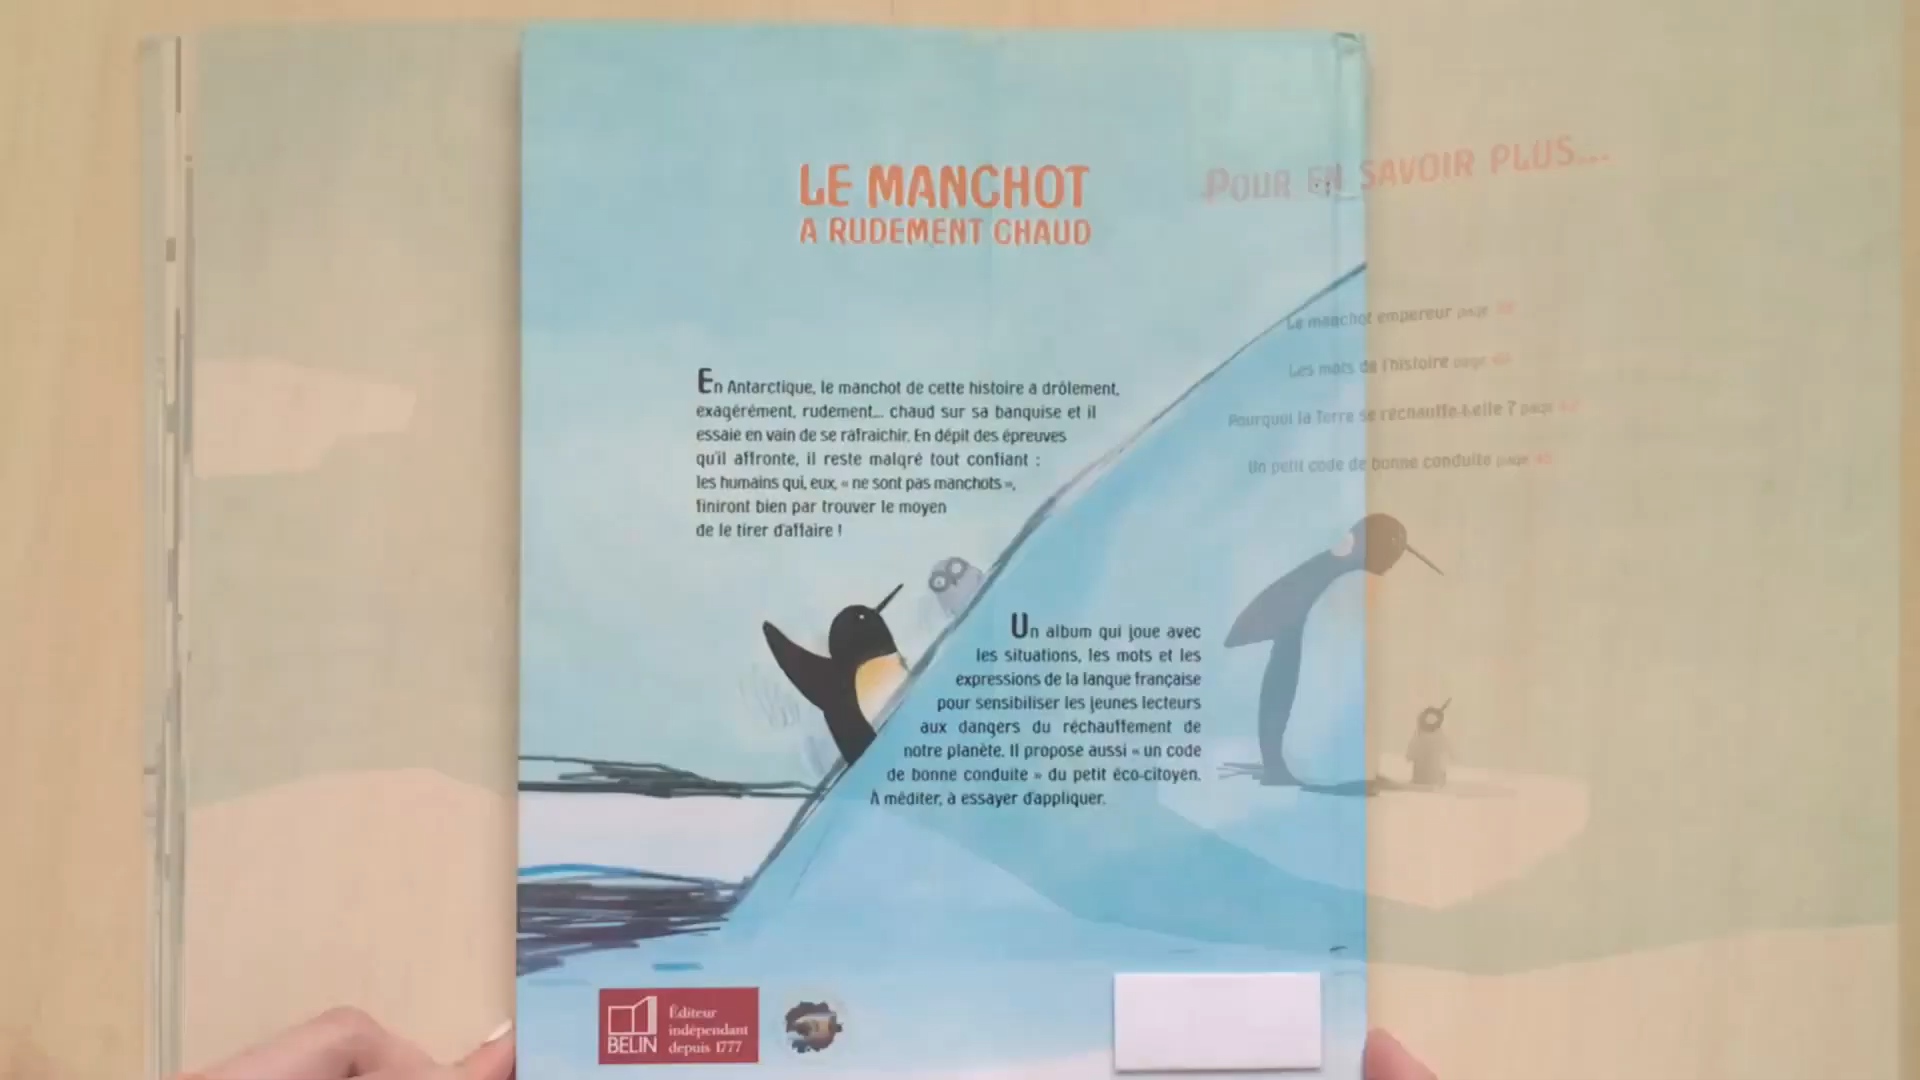 LE MANCHOT
A RUDEMENT CHAUD
En Antarctique, le manchot de cette histoire a drôlement,
exagérément, rudement... chaud sur sa banquise et il
essaie en vain de se rafraichir. En dépit des épreuves
qu'il affronte, il reste malgré tout confiant :
les humains qui, eux, « ne sont pas manchots »,
finiront bien par trouver le moyen
de le tirer d'affaire !
Un album qui joue avec
les situations, les mots et les
expressions de la langue française
pour sensibiliser les jeunes lecteurs
aux dangers du réchauffement de
notre planète. Il propose aussi « un code
de bonne conduite » du petit éco-citoyen.
À méditer, à essayer d'appliquer.
BELIN
Éditeur
indépendant
depuis 1777
POUR EN SAVOIR PLUS...
Le manchot empereur page
Les mots de l'histoire page
Pourquoi la Terre se réchauffe-t-elle ? page
Un petit code de bonne conduite page